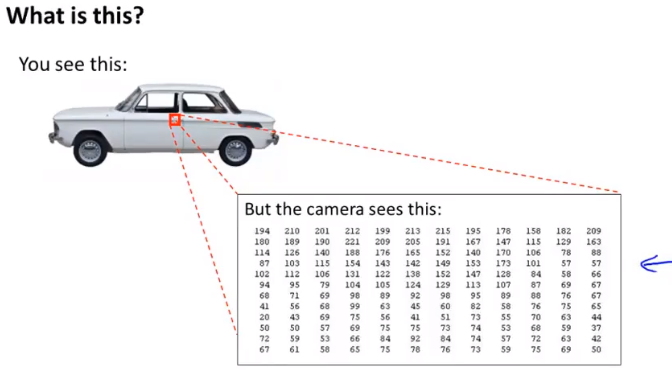 What is this?
You see this:
But the camera sees this:
194 210 201 212 199 213 215 195 178 158 182 209
180 189 190 221 209 205 191 167 147 115 129 163
114 126 140 188 176 165 152 140 170 106 78 88
87 103 115 154 143 142 149 153 173 101 57 57
102 112 106 131 122 138 152 147 128 84 58 66
94 95 79 104 105 124 129 113 107 87 69 67
68 71 69 98 89 92 98 95 89 88 76 67
41 56 68 99 63 45 60 82 58 76 75 65
20 43 69 75 56 41 51 73 55 70 63 44
50 50 57 69 75 75 73 74 53 68 59 37
72 59 53 66 84 92 84 74 57 72 63 42
67 61 58 65 75 78 76 73 59 75 69 50